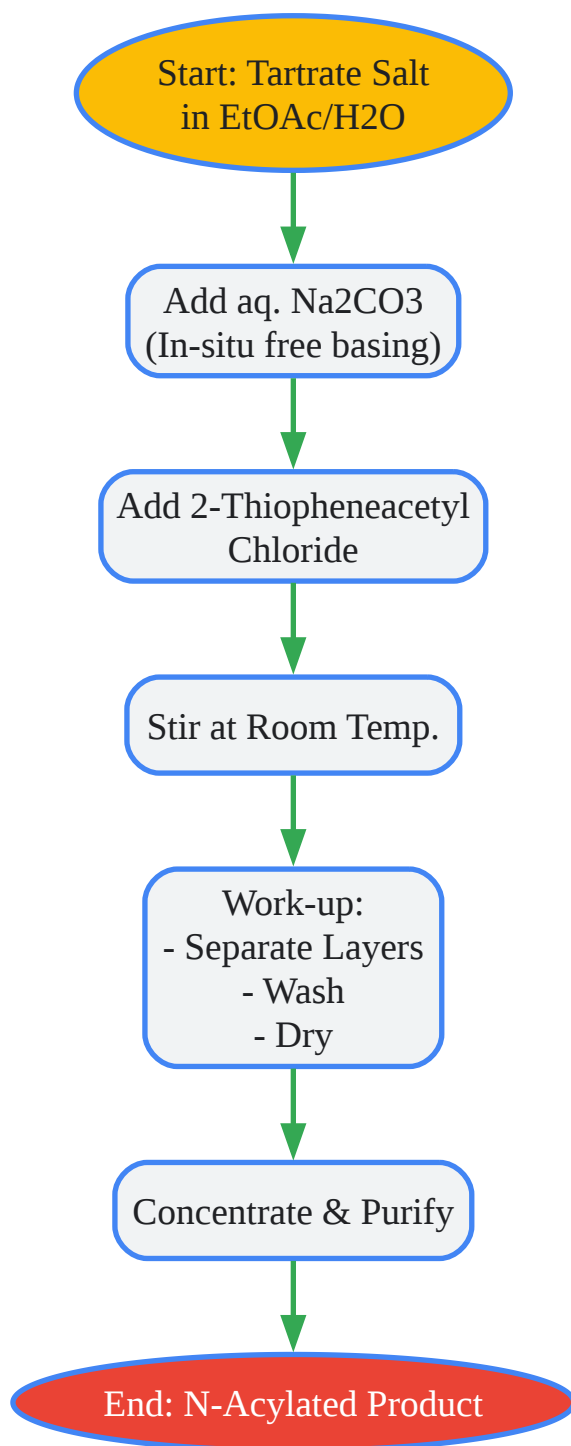 Start: Tartrate Salt
in EtOAc/H2O
Add aq. Na2CO3
(In-situ free basing)
Add 2-Thiopheneacetyl
Chloride
Stir at Room Temp.
Work-up:
- Separate Layers
- Wash
- Dry
Concentrate & Purify
End: N-Acylated Product